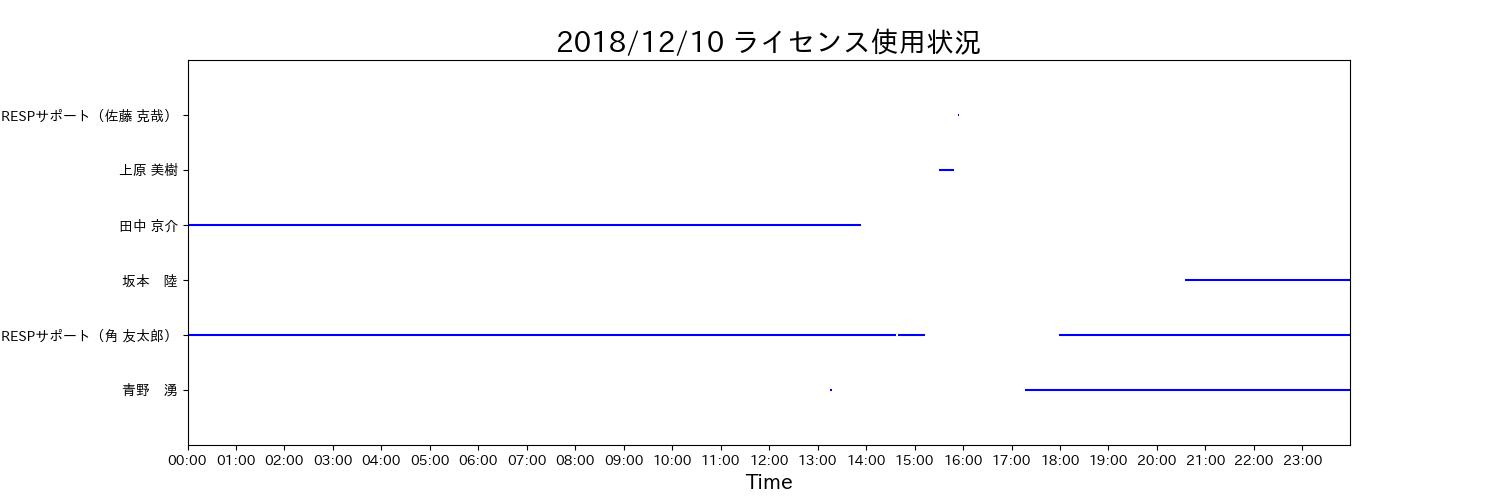 2018/12/10 ライセンス使用状況
RESPサポート（佐藤 克哉）
上原 美樹
田中 京介
坂本　陸
RESPサポート（角 友太郎）
青野　湧
00:00 01:00 02:00 03:00 04:00 05:00 06:00 07:00 08:00 09:00 10:00 11:00 12:00 13:00 14:00 15:00 16:00 17:00 18:00 19:00 20:00 21:00 22:00 23:00
Time